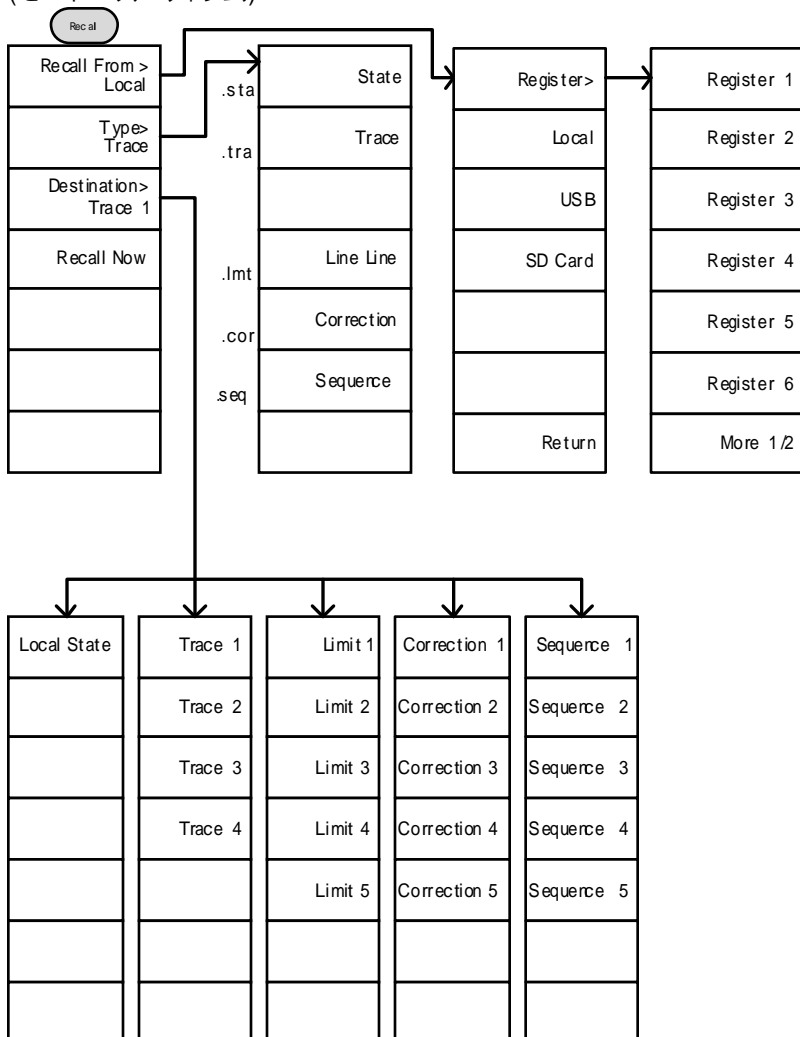 Recal
Recall From >
Local
Type>
Trace
Destination>
Trace 1
Recall Now
.sta
.tra
.lmt
.cor
.seq
State
Trace
Line Line
Correction
Sequence
Register>
Local
USB
SD Card
Return
Register 1
Register 2
Register 3
Register 4
Register 5
Register 6
More 1/2
Local State
Trace 1
Trace 2
Trace 3
Trace 4
Limit 1
Limit 2
Limit 3
Limit 4
Limit 5
Correction 1
Correction 2
Correction 3
Correction 4
Correction 5
Sequence 1
Sequence 2
Sequence 3
Sequence 4
Sequence 5